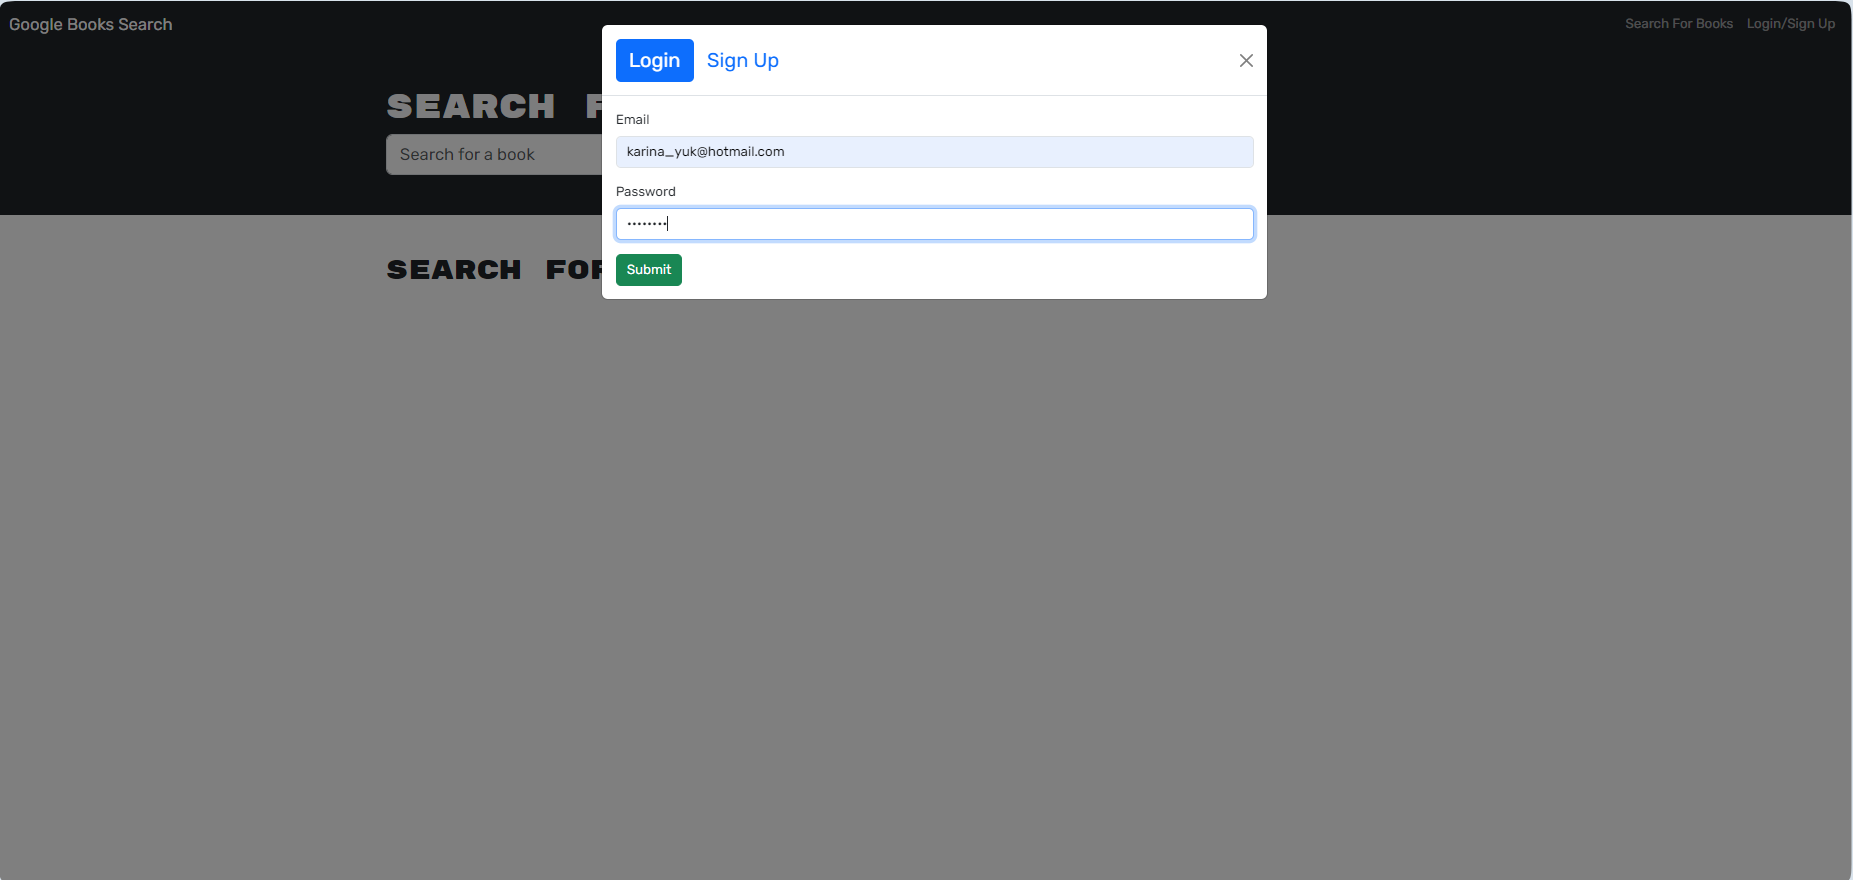 Google Books Search
Search For Books Login/Sign Up
Login Sign Up
SEARCH
Search for a book
Email
karina_yuk@hotmail.com
Password
••••••••
Submit
SEARCH FOR